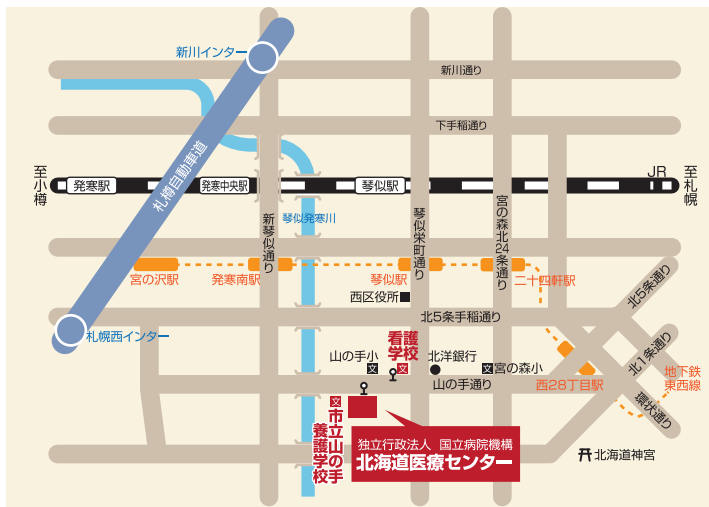 新川インター
新川通り
下手稲通り
札樽自動車道
至小樽
発寒駅
発寒中央駅
琴似駅
JR
至札幌
新琴似通り
琴似発寒川
琴似栄町通り
宮の森北24条通り
宮の沢駅
発寒南駅
琴似駅
二十四軒駅
北5条通り
西区役所
北5条手稲通り
札幌西インター
看護
学校
山の手小
文
文
北洋銀行
文
宮の森小
山の手通り
西28丁目駅
北1条通り
地下鉄
東西線
環状通り
文
市立山の手
養護学校
独立行政法人 国立病院機構
北海道医療センター
北海道神宮